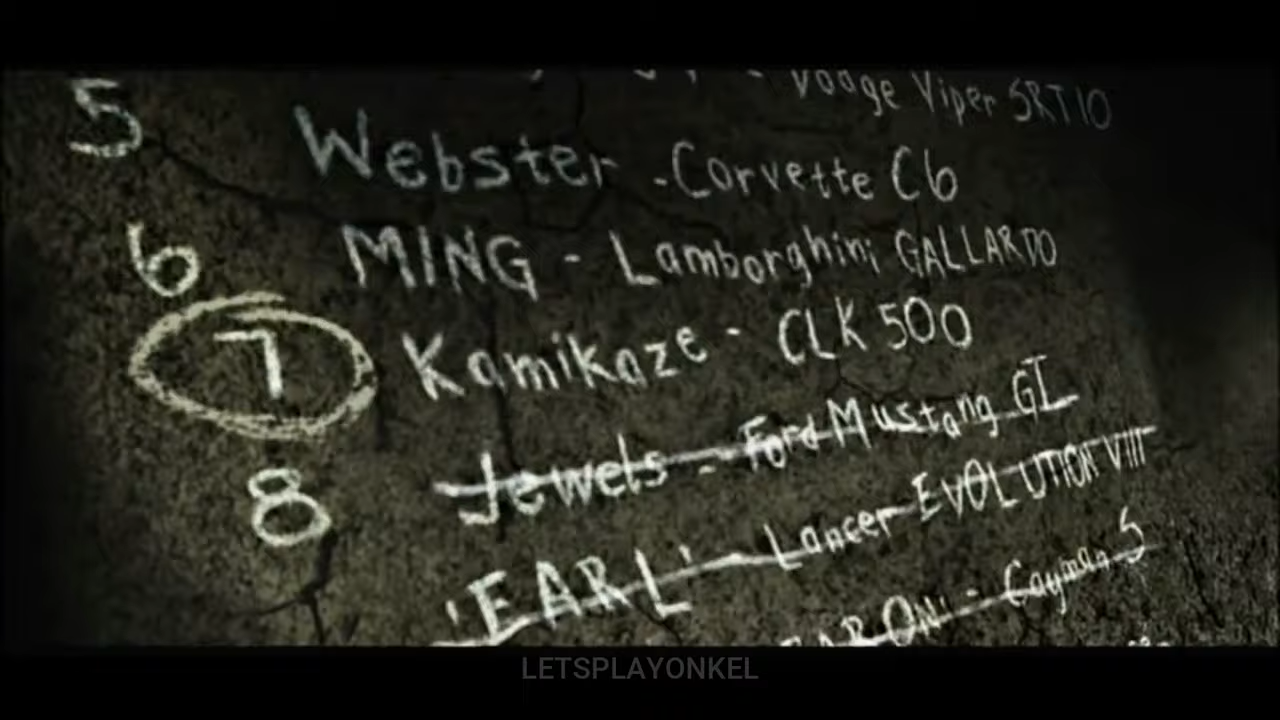 Dodge Viper SRT10
5 Webster - Corvette C6
6 MING - Lamborghini GALLARDO
7 Kamikaze - CLK 500
8 Jewels - Ford Mustang GT
'EARL' - Lancer EVOLUTION VIII
- Cayman S
LETSPLAYONKEL